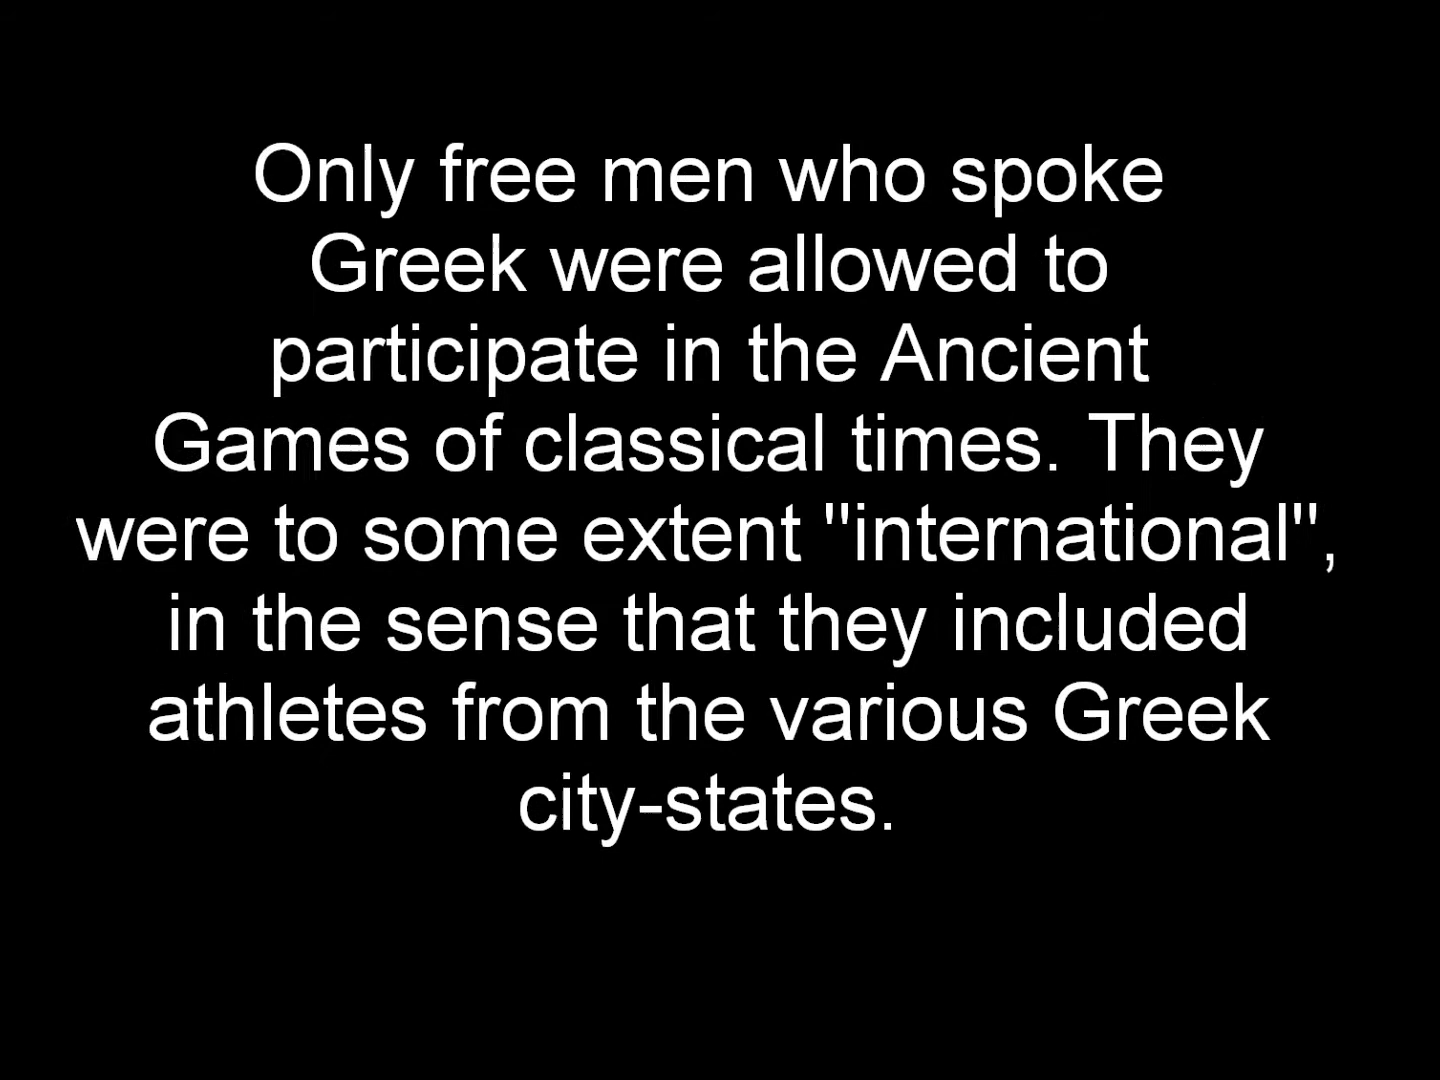 Only free men who spoke
Greek were allowed to
participate in the Ancient
Games of classical times. They
were to some extent "international",
in the sense that they included
athletes from the various Greek
city-states.